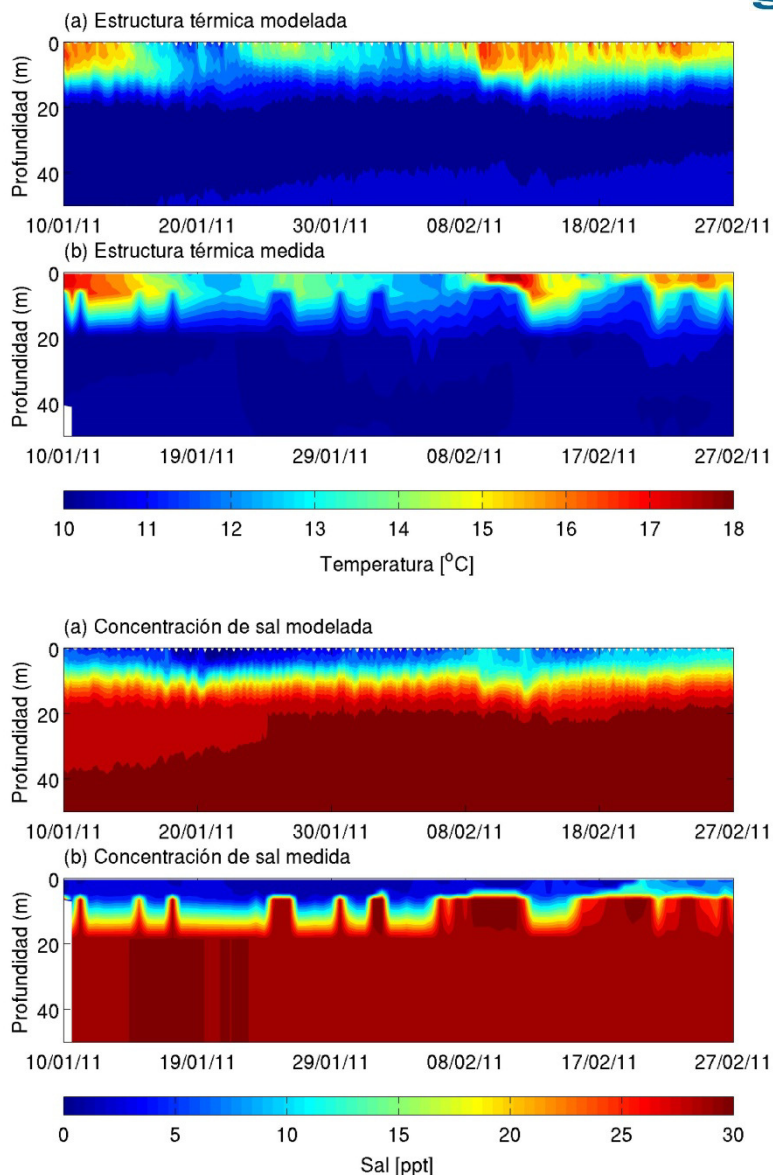 (a) Estructura térmica modelada
Profundidad (m)
0
20
40
10/01/11 20/01/11 30/01/11 08/02/11 18/02/11 27/02/11
(b) Estructura térmica medida
Profundidad (m)
0
20
40
10/01/11 19/01/11 29/01/11 08/02/11 17/02/11 27/02/11
10 11 12 13 14 15 16 17 18
Temperatura [°C]
(a) Concentración de sal modelada
Profundidad (m)
0
20
40
10/01/11 20/01/11 30/01/11 08/02/11 18/02/11 27/02/11
(b) Concentración de sal medida
Profundidad (m)
0
20
40
10/01/11 19/01/11 29/01/11 08/02/11 17/02/11 27/02/11
0 5 10 15 20 25 30
Sal [ppt]